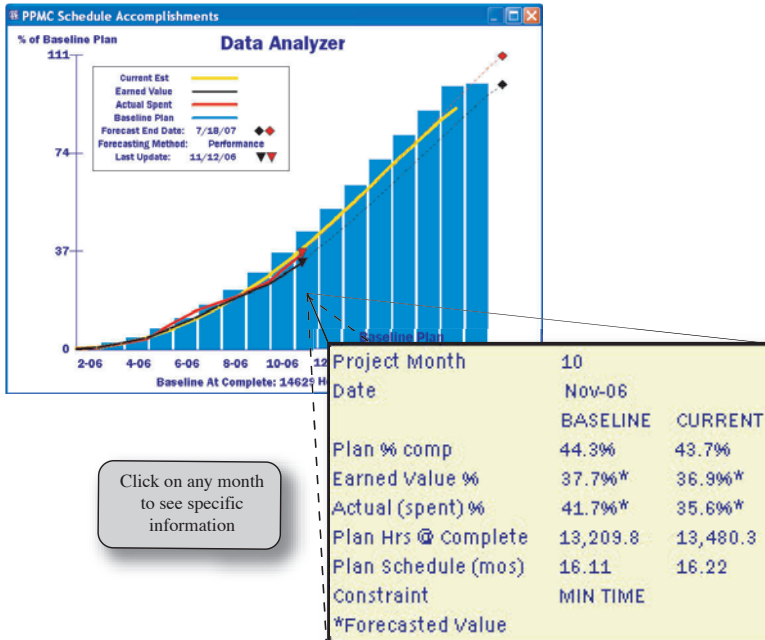 PPMC Schedule Accomplishments
% of Baseline Plan
Data Analyzer
111
Current Est
Earned Value
Actual Spent
Baseline Plan
Forecast End Date: 7/18/07
Forecasting Method: Performance
Last Update: 11/12/06
74
37
0
2-06 4-06 6-06 8-06 10-06 12
Baseline Plan
Baseline At Complete: 14629 H
Project Month 10
Date Nov-06
BASELINE CURRENT
Plan % comp 44.3% 43.7%
Earned Value % 37.7%* 36.9%*
Actual (spent) % 41.7%* 35.6%*
Plan Hrs @ Complete 13,209.8 13,480.3
Plan Schedule (mos) 16.11 16.22
Constraint MIN TIME
*Forecasted Value
Click on any month
to see specific
information